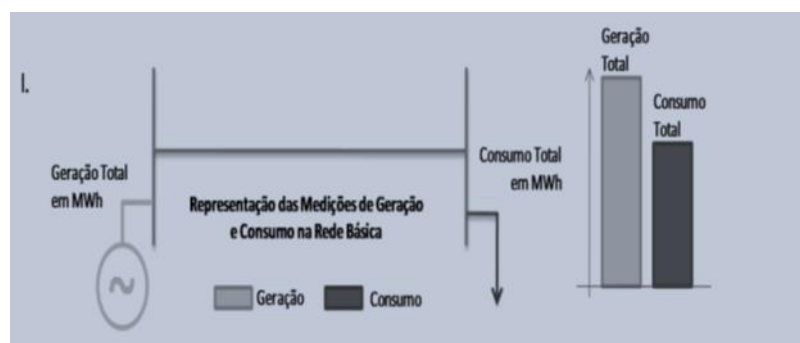 I.
Geração Total
em MWh
Representação das Medições de Geração
e Consumo na Rede Básica
Geração
Consumo
Consumo Total
em MWh
Geração
Total
Consumo
Total